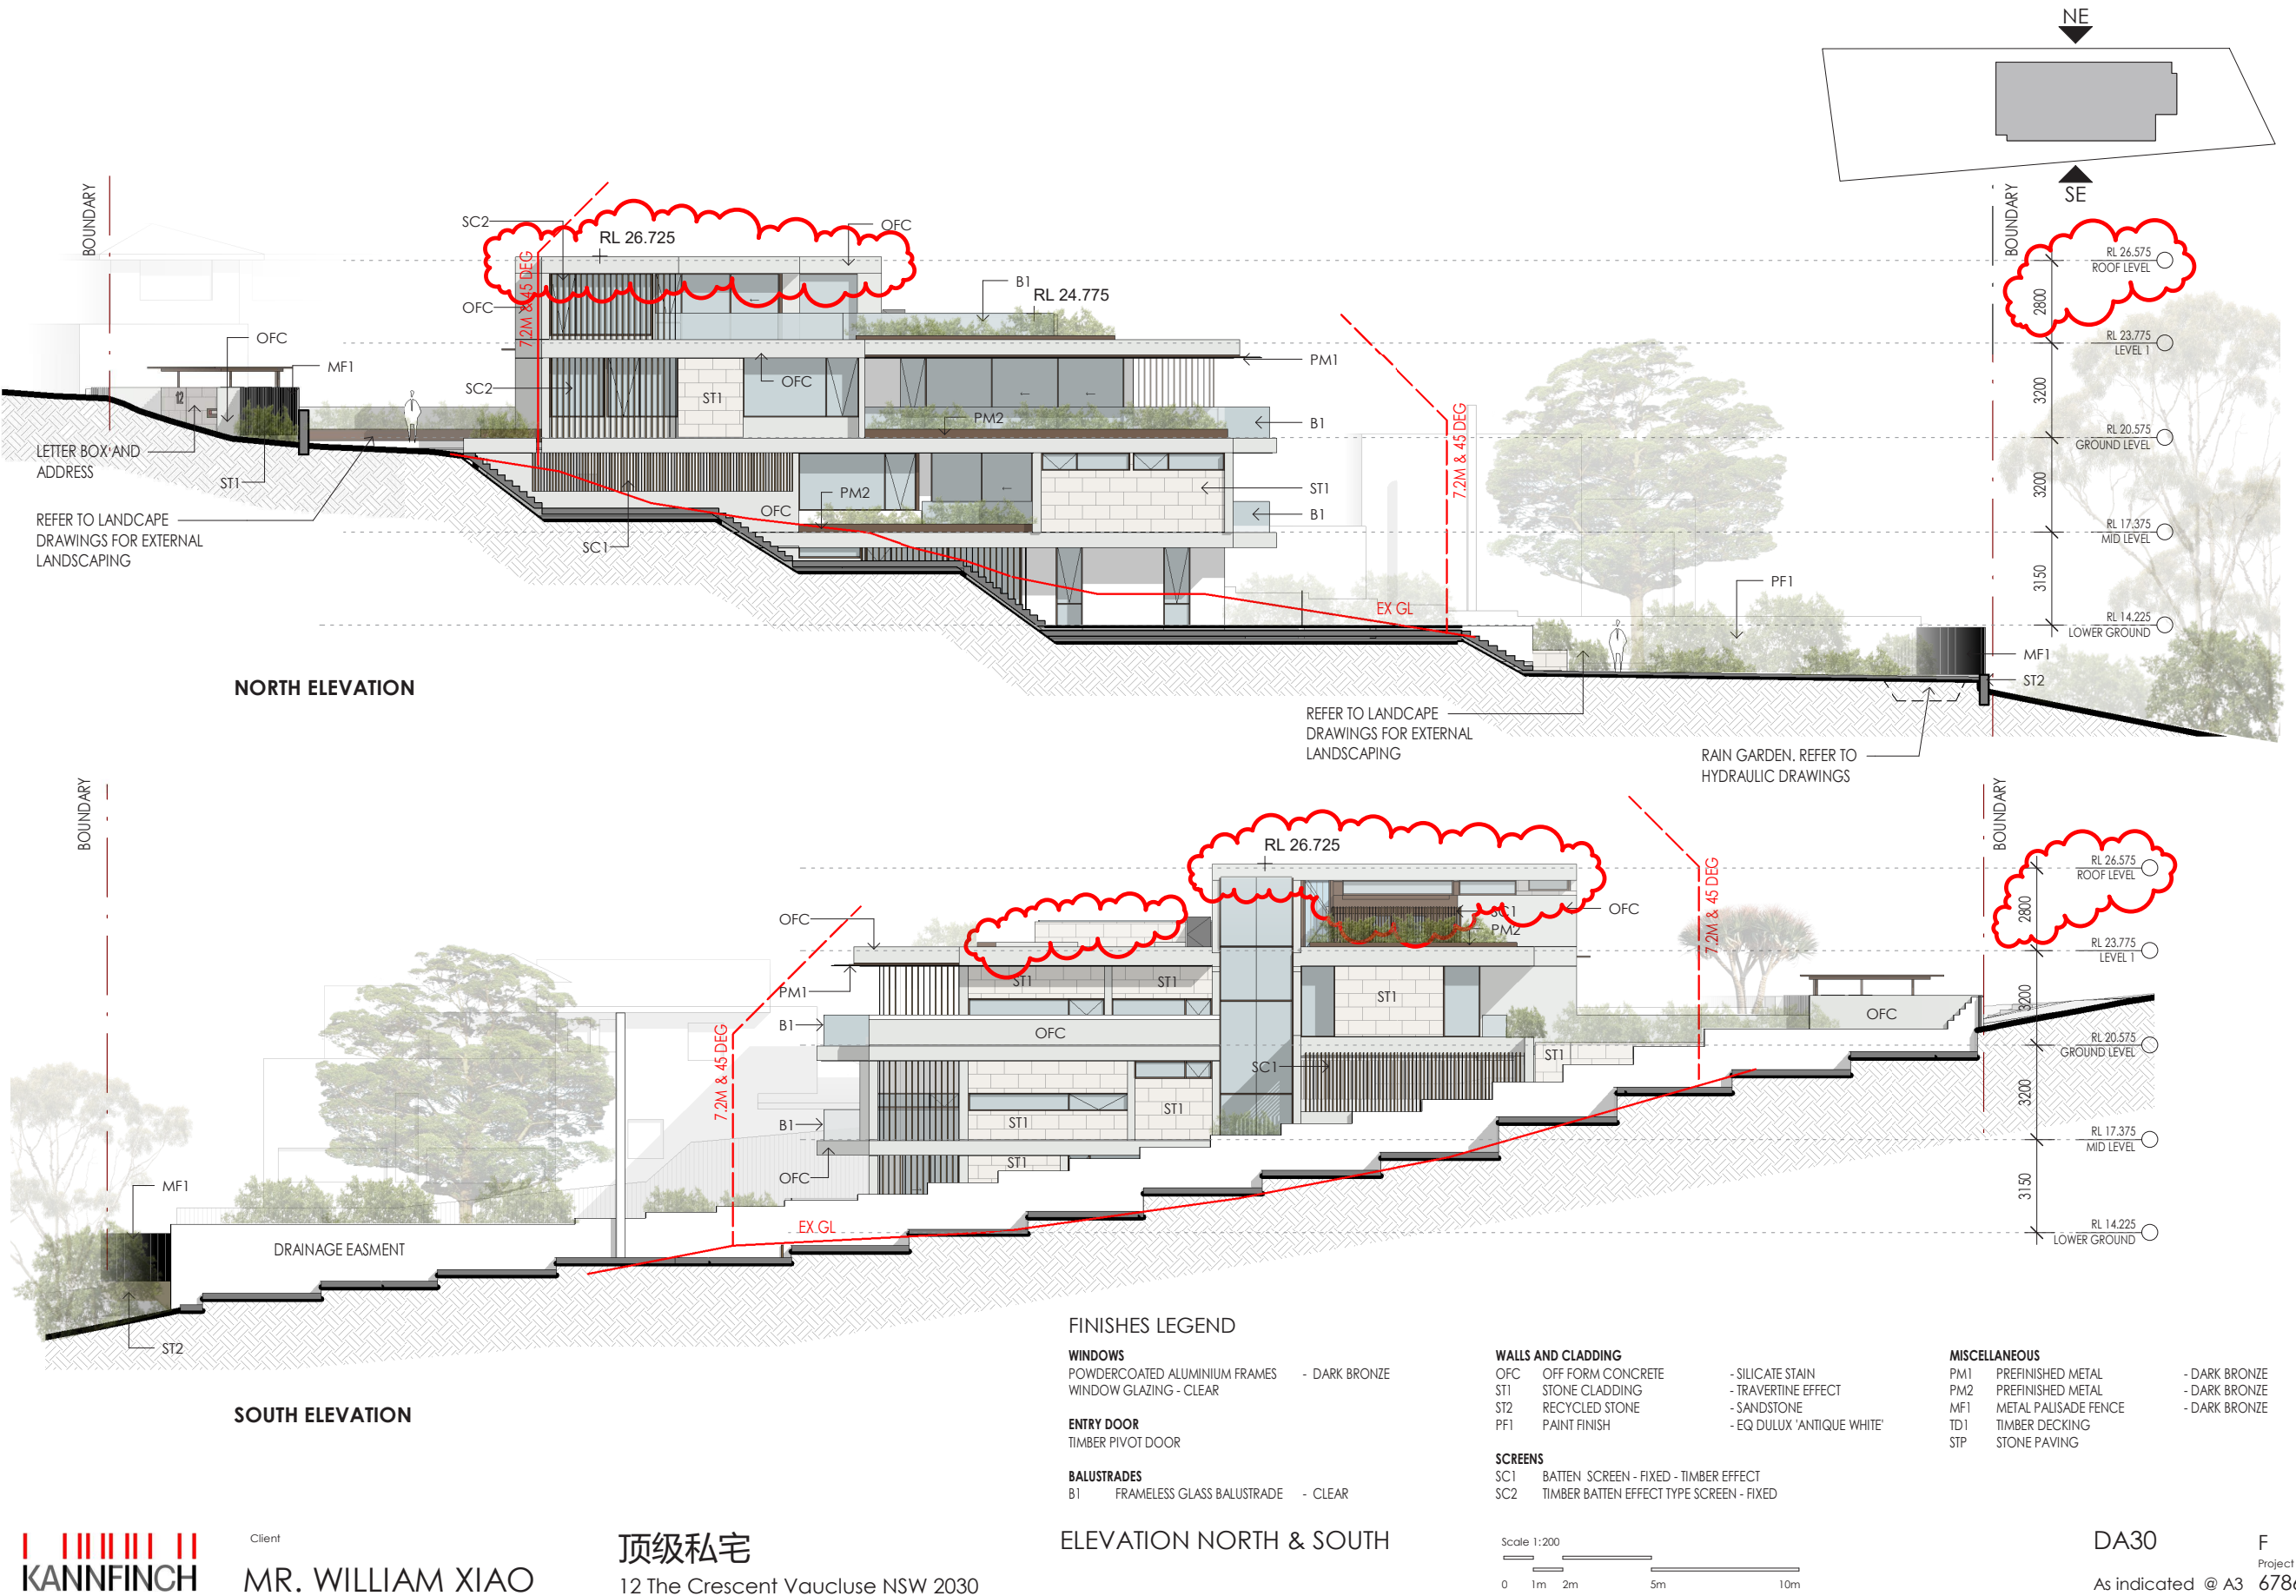 NE
SE
BOUNDARY
BOUNDARY
SC2
RL 26.725
OFC
RL 26.575
ROOF LEVEL
7.2M & 45 DEG
OFC
B1
RL 24.775
2800
OFC
MF1
RL 23.775
LEVEL 1
PM1
SC2
ST1
OFC
12
3200
PM2
B1
7.2M & 45 DEG
RL 20.575
GROUND LEVEL
LETTER BOX AND
ADDRESS
ST1
PM2
OFC
ST1
B1
3200
REFER TO LANDCAPE
DRAWINGS FOR EXTERNAL
LANDSCAPING
SC1
RL 17.375
MID LEVEL
3150
PF1
EX GL
RL 14.225
LOWER GROUND
MF1
ST2
NORTH ELEVATION
REFER TO LANDCAPE
DRAWINGS FOR EXTERNAL
LANDSCAPING
RAIN GARDEN. REFER TO
HYDRAULIC DRAWINGS
BOUNDARY
BOUNDARY
RL 26.725
RL 26.575
ROOF LEVEL
7.2M & 45 DEG
2800
OFC
SC1
OFC
PM2
RL 23.775
LEVEL 1
PM1
ST1
ST1
ST1
3200
B1
OFC
OFC
7.2M & 45 DEG
RL 20.575
GROUND LEVEL
SC1
ST1
3200
B1
ST1
ST1
RL 17.375
MID LEVEL
OFC
ST1
3150
MF1
EX GL
RL 14.225
LOWER GROUND
DRAINAGE EASMENT
ST2
SOUTH ELEVATION
FINISHES LEGEND
WINDOWS
POWDERCOATED ALUMINIUM FRAMES - DARK BRONZE
WINDOW GLAZING - CLEAR
ENTRY DOOR
TIMBER PIVOT DOOR
BALUSTRADES
B1 FRAMELESS GLASS BALUSTRADE - CLEAR
WALLS AND CLADDING
OFC OFF FORM CONCRETE - SILICATE STAIN
ST1 STONE CLADDING - TRAVERTINE EFFECT
ST2 RECYCLED STONE - SANDSTONE
PF1 PAINT FINISH - EQ DULUX 'ANTIQUE WHITE'
SCREENS
SC1 BATTEN SCREEN - FIXED - TIMBER EFFECT
SC2 TIMBER BATTEN EFFECT TYPE SCREEN - FIXED
MISCELLANEOUS
PM1 PREFINISHED METAL - DARK BRONZE
PM2 PREFINISHED METAL - DARK BRONZE
MF1 METAL PALISADE FENCE - DARK BRONZE
TD1 TIMBER DECKING
STP STONE PAVING
KANNFINCH
Client
MR. WILLIAM XIAO
顶级私宅
12 The Crescent Vaucluse NSW 2030
ELEVATION NORTH & SOUTH
Scale 1:200
0 1m 2m 5m 10m
DA30
F
Project
As indicated @ A3